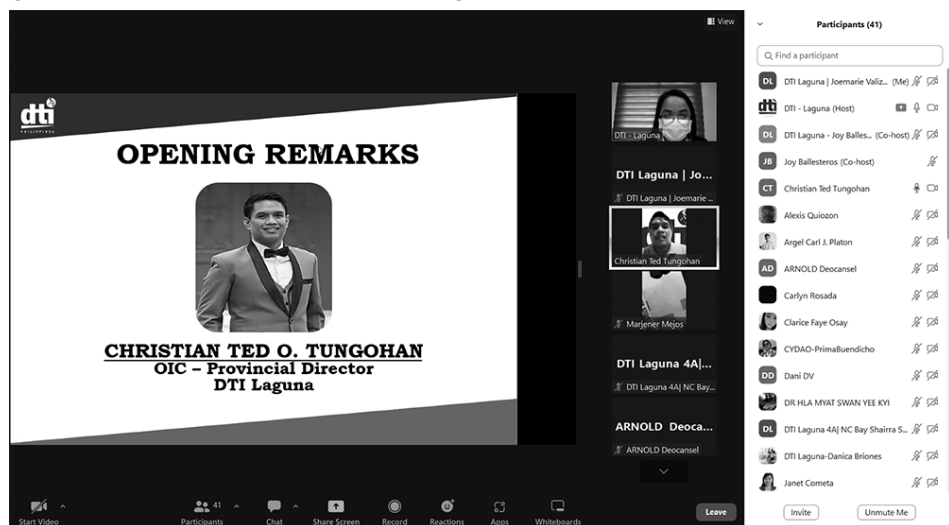 View
dti
PHILIPPINES
OPENING REMARKS
CHRISTIAN TED O. TUNGOHAN
OIC – Provincial Director
DTI Laguna
DTI - Laguna
DTI Laguna | Jo...
DTI Laguna | Joemarie ...
Christian Ted Tungohan
Marjener Mejos
DTI Laguna 4A|...
DTI Laguna 4A| NC Bay...
ARNOLD Deoca...
ARNOLD Deocansel
Start Video
41
Participants
Chat
Share Screen
Record
Reactions
Apps
Whiteboards
Leave
Participants (41)
Find a participant
DL DTI Laguna | Joemarie Valiz... (Me)
dti DTI - Laguna (Host)
DL DTI Laguna - Joy Balles... (Co-host)
JB Joy Ballesteros (Co-host)
CT Christian Ted Tungohan
Alexis Quiozon
Argel Carl J. Platon
AD ARNOLD Deocansel
Carlyn Rosada
Clarice Faye Osay
CYDAO-PrimaBuendicho
DD Dani DV
DR HLA MYAT SWAN YEE KYI
DL DTI Laguna 4A| NC Bay Shairra S...
DTI Laguna-Danica Briones
Janet Cometa
Invite
Unmute Me